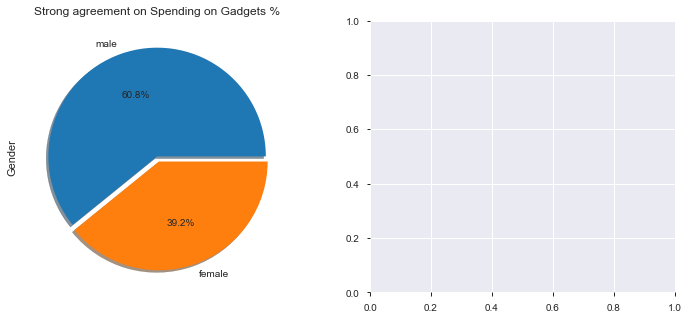 Strong agreement on Spending on Gadgets %
male
60.8%
Gender
39.2%
female
1.0
0.8
0.6
0.4
0.2
0.0
0.0 0.2 0.4 0.6 0.8 1.0